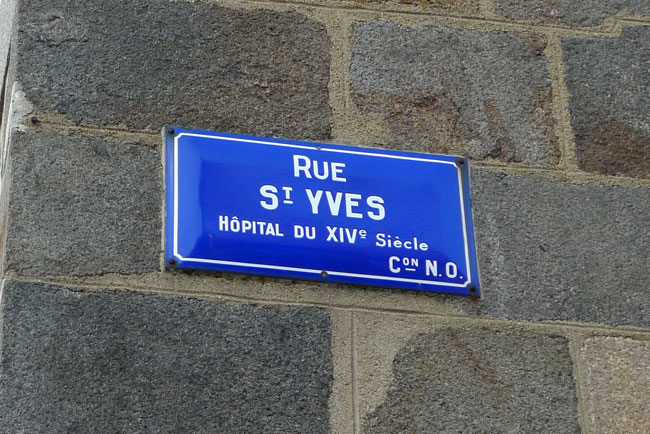 RUE
ST YVES
HÔPITAL DU XIVe Siècle
CON N.O.